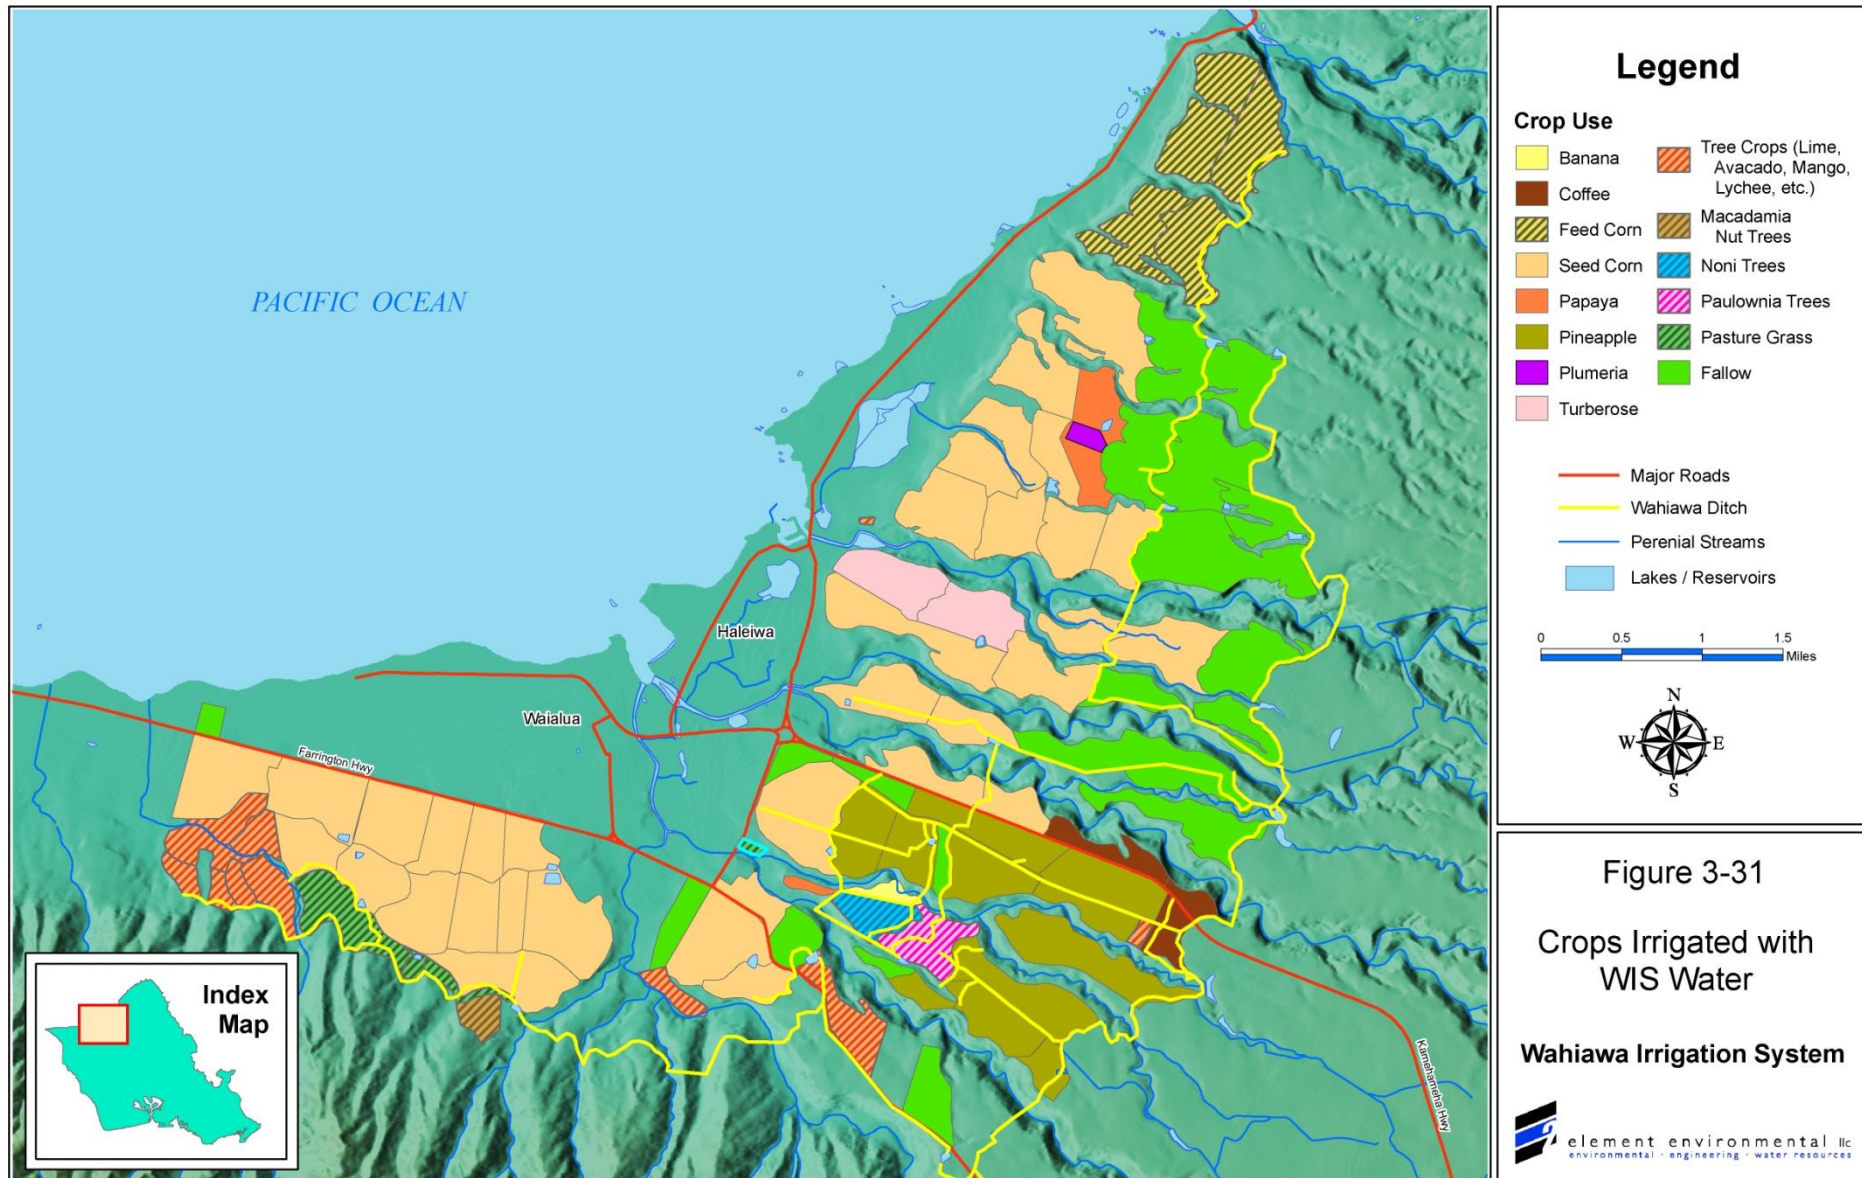 PACIFIC OCEAN
Haleiwa
Waialua
Farrington Hwy
Kamehameha Hwy
Index
Map
Legend
Crop Use
Banana
Coffee
Feed Corn
Seed Corn
Papaya
Pineapple
Plumeria
Turberose
Tree Crops (Lime,
Avacado, Mango,
Lychee, etc.)
Macadamia
Nut Trees
Noni Trees
Paulownia Trees
Pasture Grass
Fallow
Major Roads
Wahiawa Ditch
Perenial Streams
Lakes / Reservoirs
0 0.5 1 1.5
Miles
N
W E
S
Figure 3-31
Crops Irrigated with
WIS Water
Wahiawa Irrigation System
element environmental llc
environmental · engineering · water resources